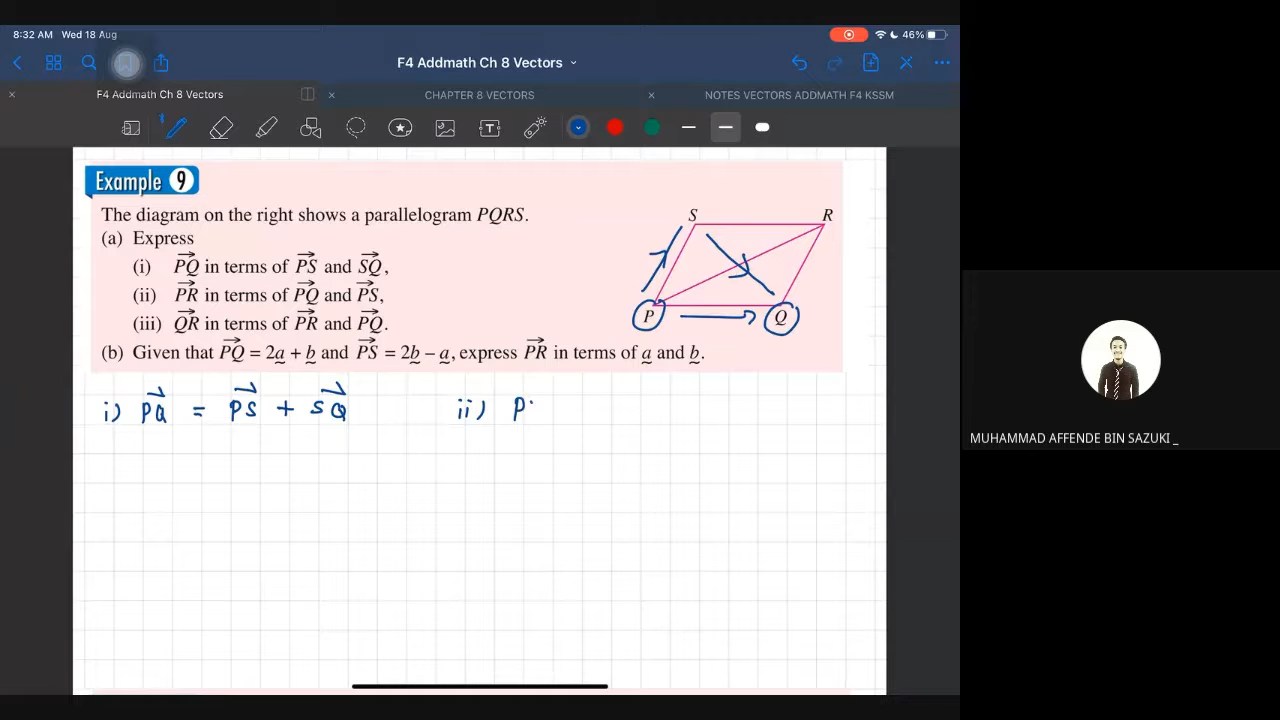 8:32 AM Wed 18 Aug
46%
F4 Addmath Ch 8 Vectors
F4 Addmath Ch 8 Vectors
CHAPTER 8 VECTORS
NOTES VECTORS ADDMATH F4 KSSM
Example 9
The diagram on the right shows a parallelogram PQRS.
(a) Express
(i) PQ in terms of PS and SQ,
(ii) PR in terms of PQ and PS,
(iii) QR in terms of PR and PQ.
(b) Given that PQ = 2a + b and PS = 2b – a, express PR in terms of a and b.
S R
P Q
i) PQ = PS + SQ
ii) P
MUHAMMAD AFFENDE BIN SAZUKI _